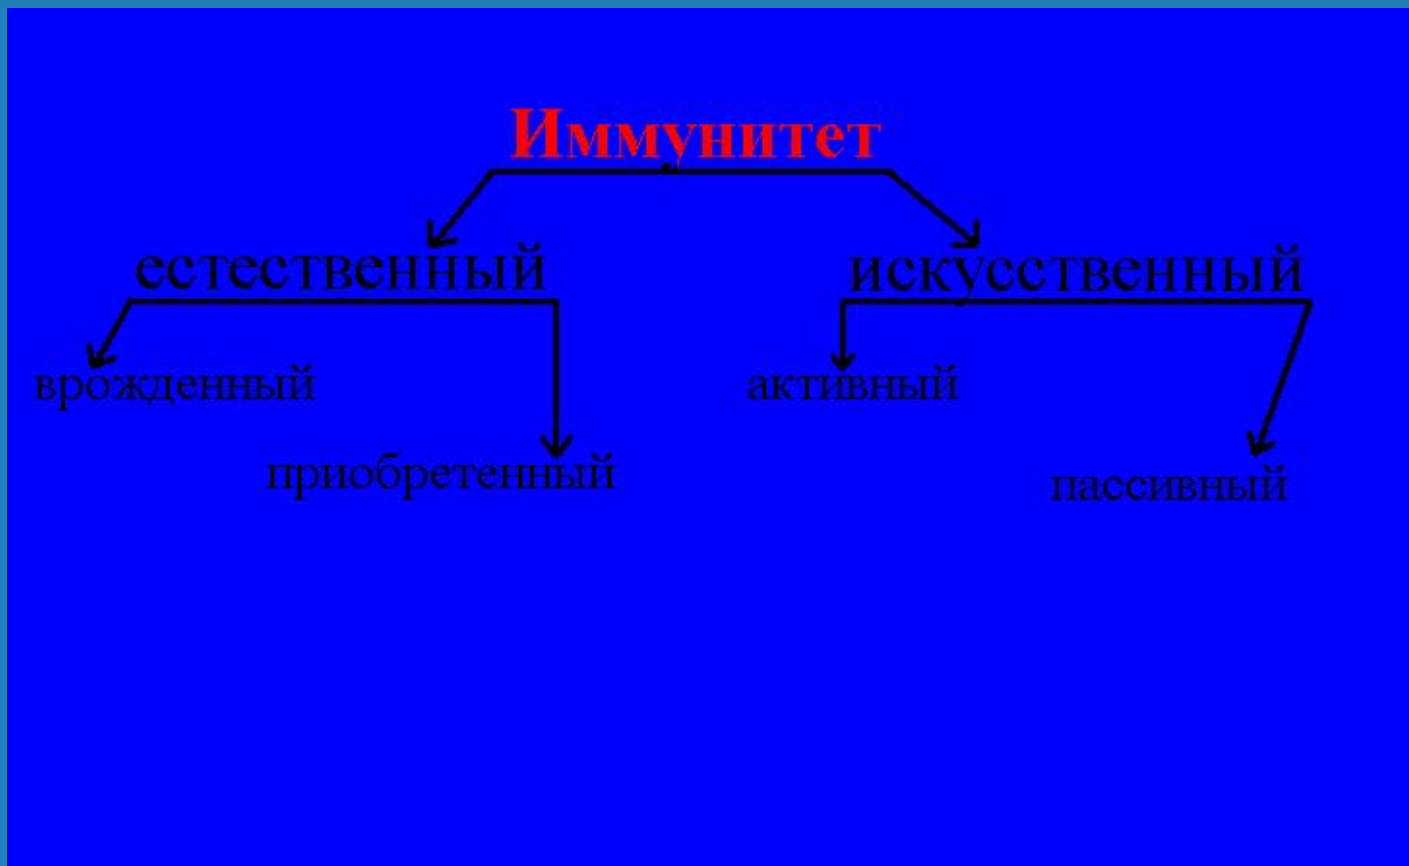 Иммунитет
естественный
искусственный
врожденный
активный
приобретенный
пассивный